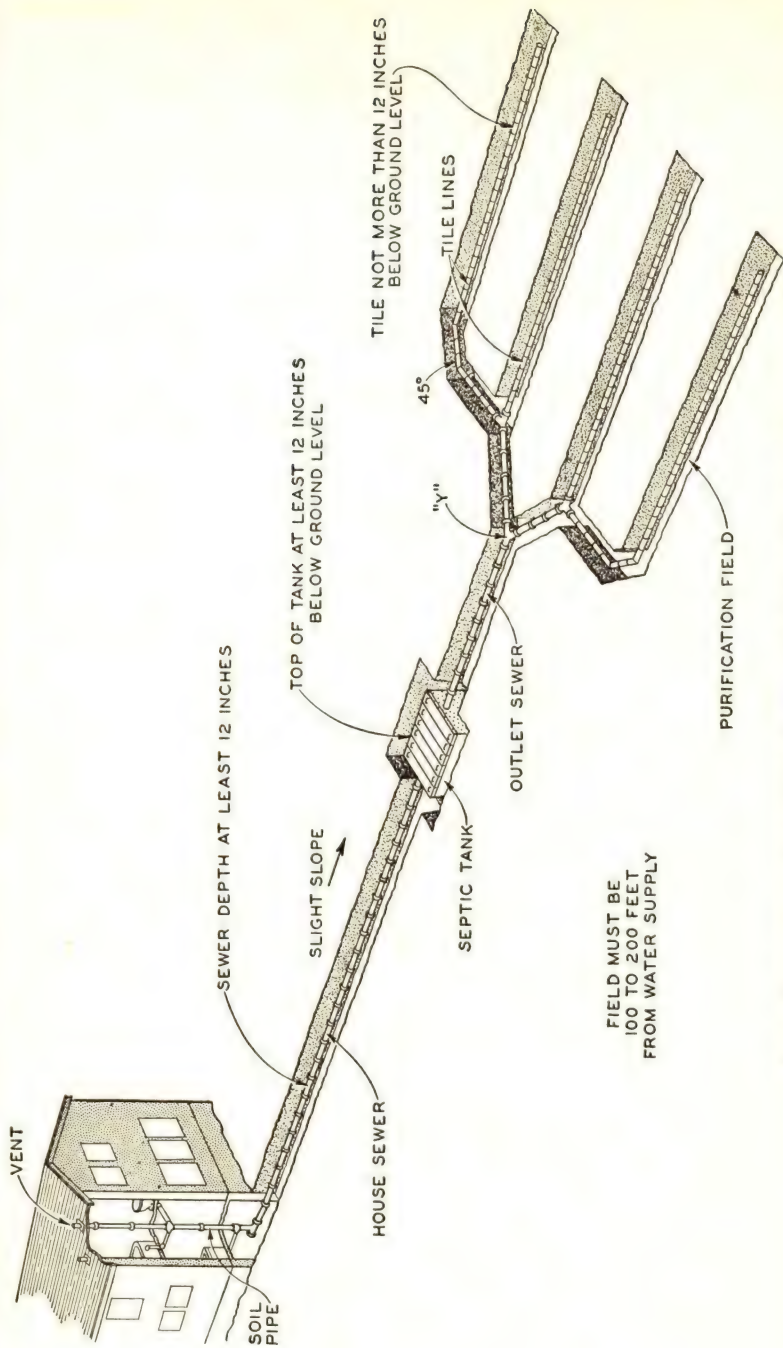 VENT
SOIL
PIPE
SEWER DEPTH AT LEAST 12 INCHES
HOUSE SEWER
SLIGHT SLOPE
TOP OF TANK AT LEAST 12 INCHES
BELOW GROUND LEVEL
SEPTIC TANK
OUTLET SEWER
"Y"
45°
TILE NOT MORE THAN 12 INCHES
BELOW GROUND LEVEL
TILE LINES
PURIFICATION FIELD
FIELD MUST BE
100 TO 200 FEET
FROM WATER SUPPLY